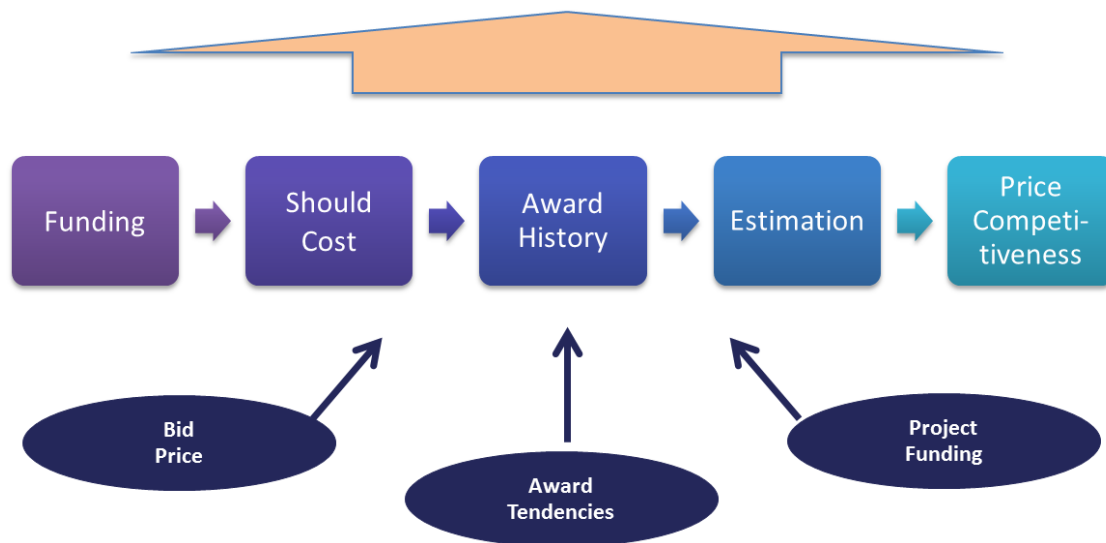 Funding
Should
Cost
Award
History
Estimation
Price
Competi-
tiveness
Bid
Price
Award
Tendencies
Project
Funding